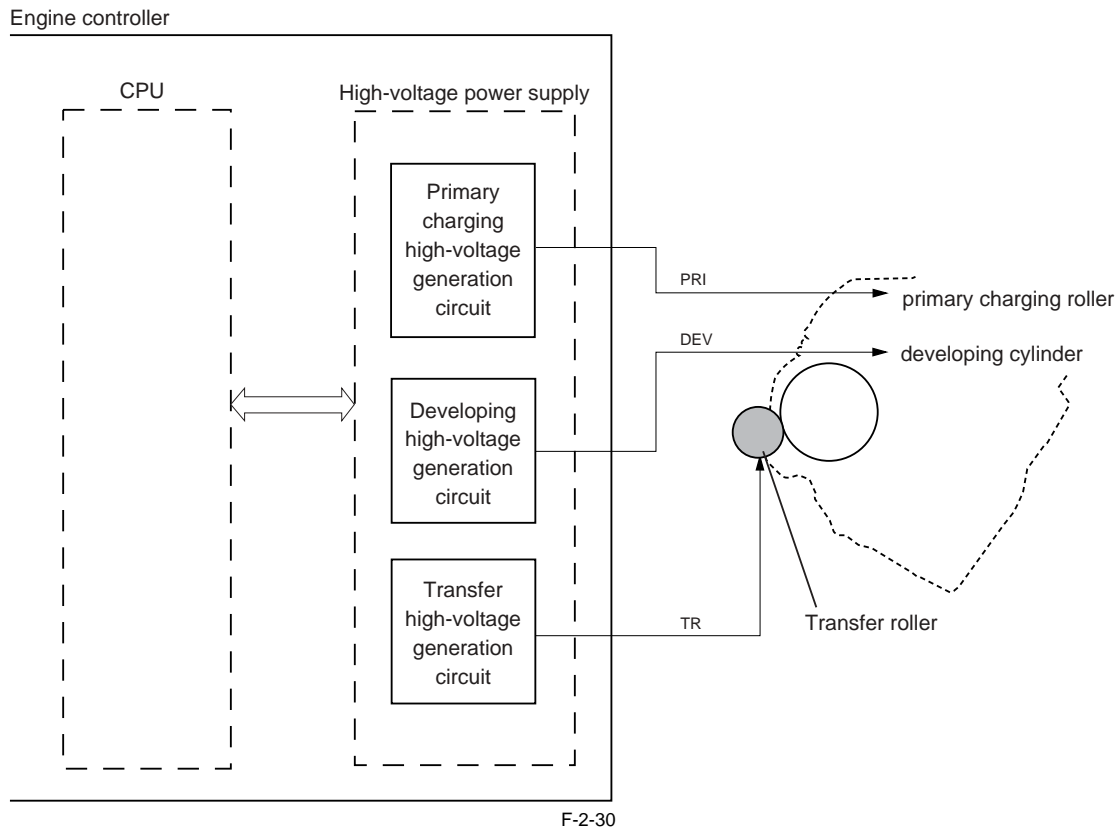 Engine controller
CPU
High-voltage power supply
Primary
charging
high-voltage
generation
circuit
PRI
primary charging roller
DEV
developing cylinder
Developing
high-voltage
generation
circuit
Transfer
high-voltage
generation
circuit
TR
Transfer roller
F-2-30